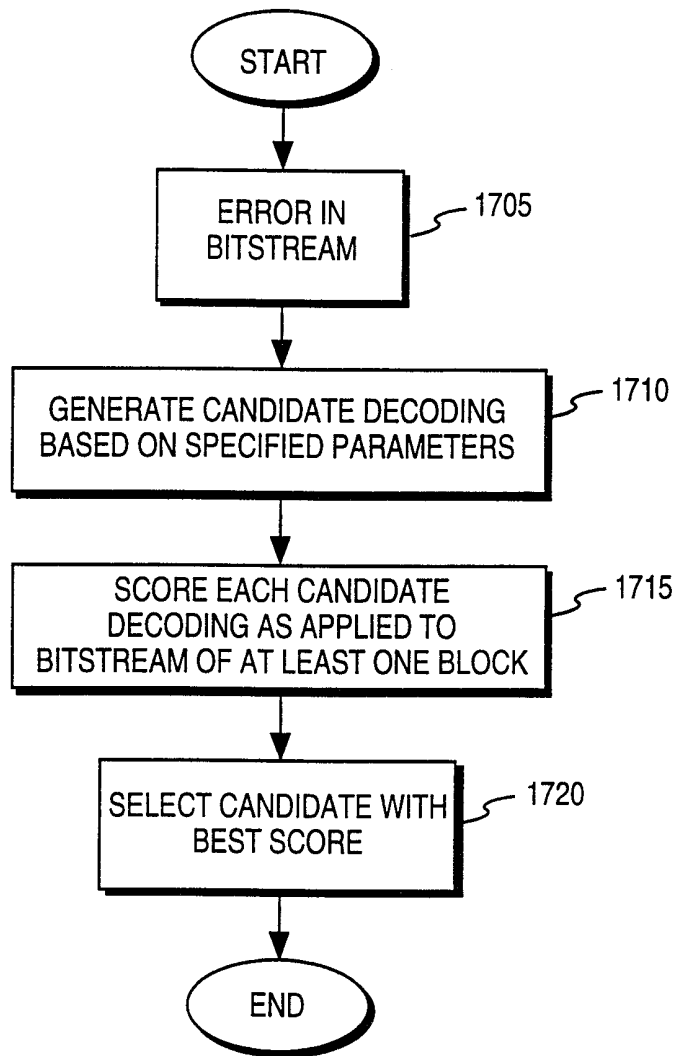 START
ERROR IN
BITSTREAM
1705
GENERATE CANDIDATE DECODING
BASED ON SPECIFIED PARAMETERS
1710
SCORE EACH CANDIDATE
DECODING AS APPLIED TO
BITSTREAM OF AT LEAST ONE BLOCK
1715
SELECT CANDIDATE WITH
BEST SCORE
1720
END